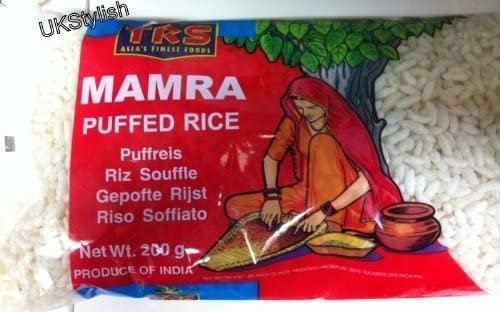 UKStylish
TRS
ASIA'S FINEST FOODS
MAMRA
PUFFED RICE
Puffreis
Riz Souffle
Gepofte Rijst
Riso Soffiato
Net Wt. 200 g
PRODUCE OF INDIA